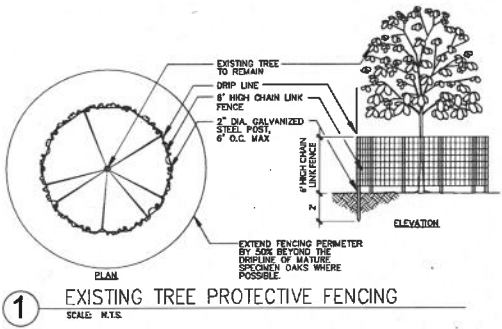 EXISTING TREE
TO REMAIN
DRIP LINE
6' HIGH CHAIN LINK
FENCE
2" DIA. GALVANIZED
STEEL POST,
6' O.C. MAX
6' HIGH CHAIN
LINK FENCE
2'
ELEVATION
EXTEND FENCING PERIMETER
BY 50% BEYOND THE
DRIPLINE OF MATURE
SPECIMEN OAKS WHERE
POSSIBLE.
PLAN
1
EXISTING TREE PROTECTIVE FENCING
SCALE: N.T.S.